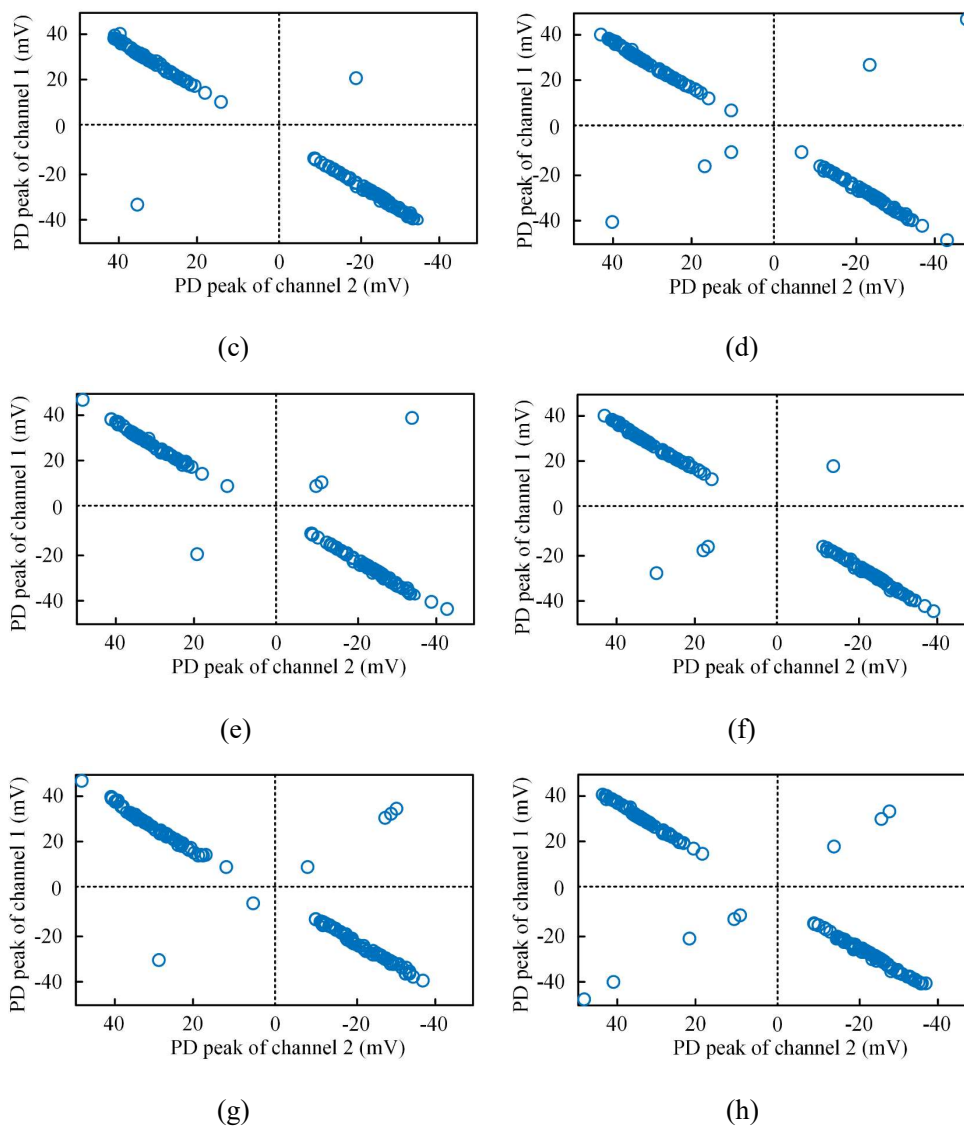 PD peak of channel 1 (mV)
40
20
0
-20
-40
40 20 0 -20 -40
PD peak of channel 2 (mV)
(c)
PD peak of channel 1 (mV)
40
20
0
-20
-40
40 20 0 -20 -40
PD peak of channel 2 (mV)
(d)
PD peak of channel 1 (mV)
40
20
0
-20
-40
40 20 0 -20 -40
PD peak of channel 2 (mV)
(e)
PD peak of channel 1 (mV)
40
20
0
-20
-40
40 20 0 -20 -40
PD peak of channel 2 (mV)
(f)
PD peak of channel 1 (mV)
40
20
0
-20
-40
40 20 0 -20 -40
PD peak of channel 2 (mV)
(g)
PD peak of channel 1 (mV)
40
20
0
-20
-40
40 20 0 -20 -40
PD peak of channel 2 (mV)
(h)